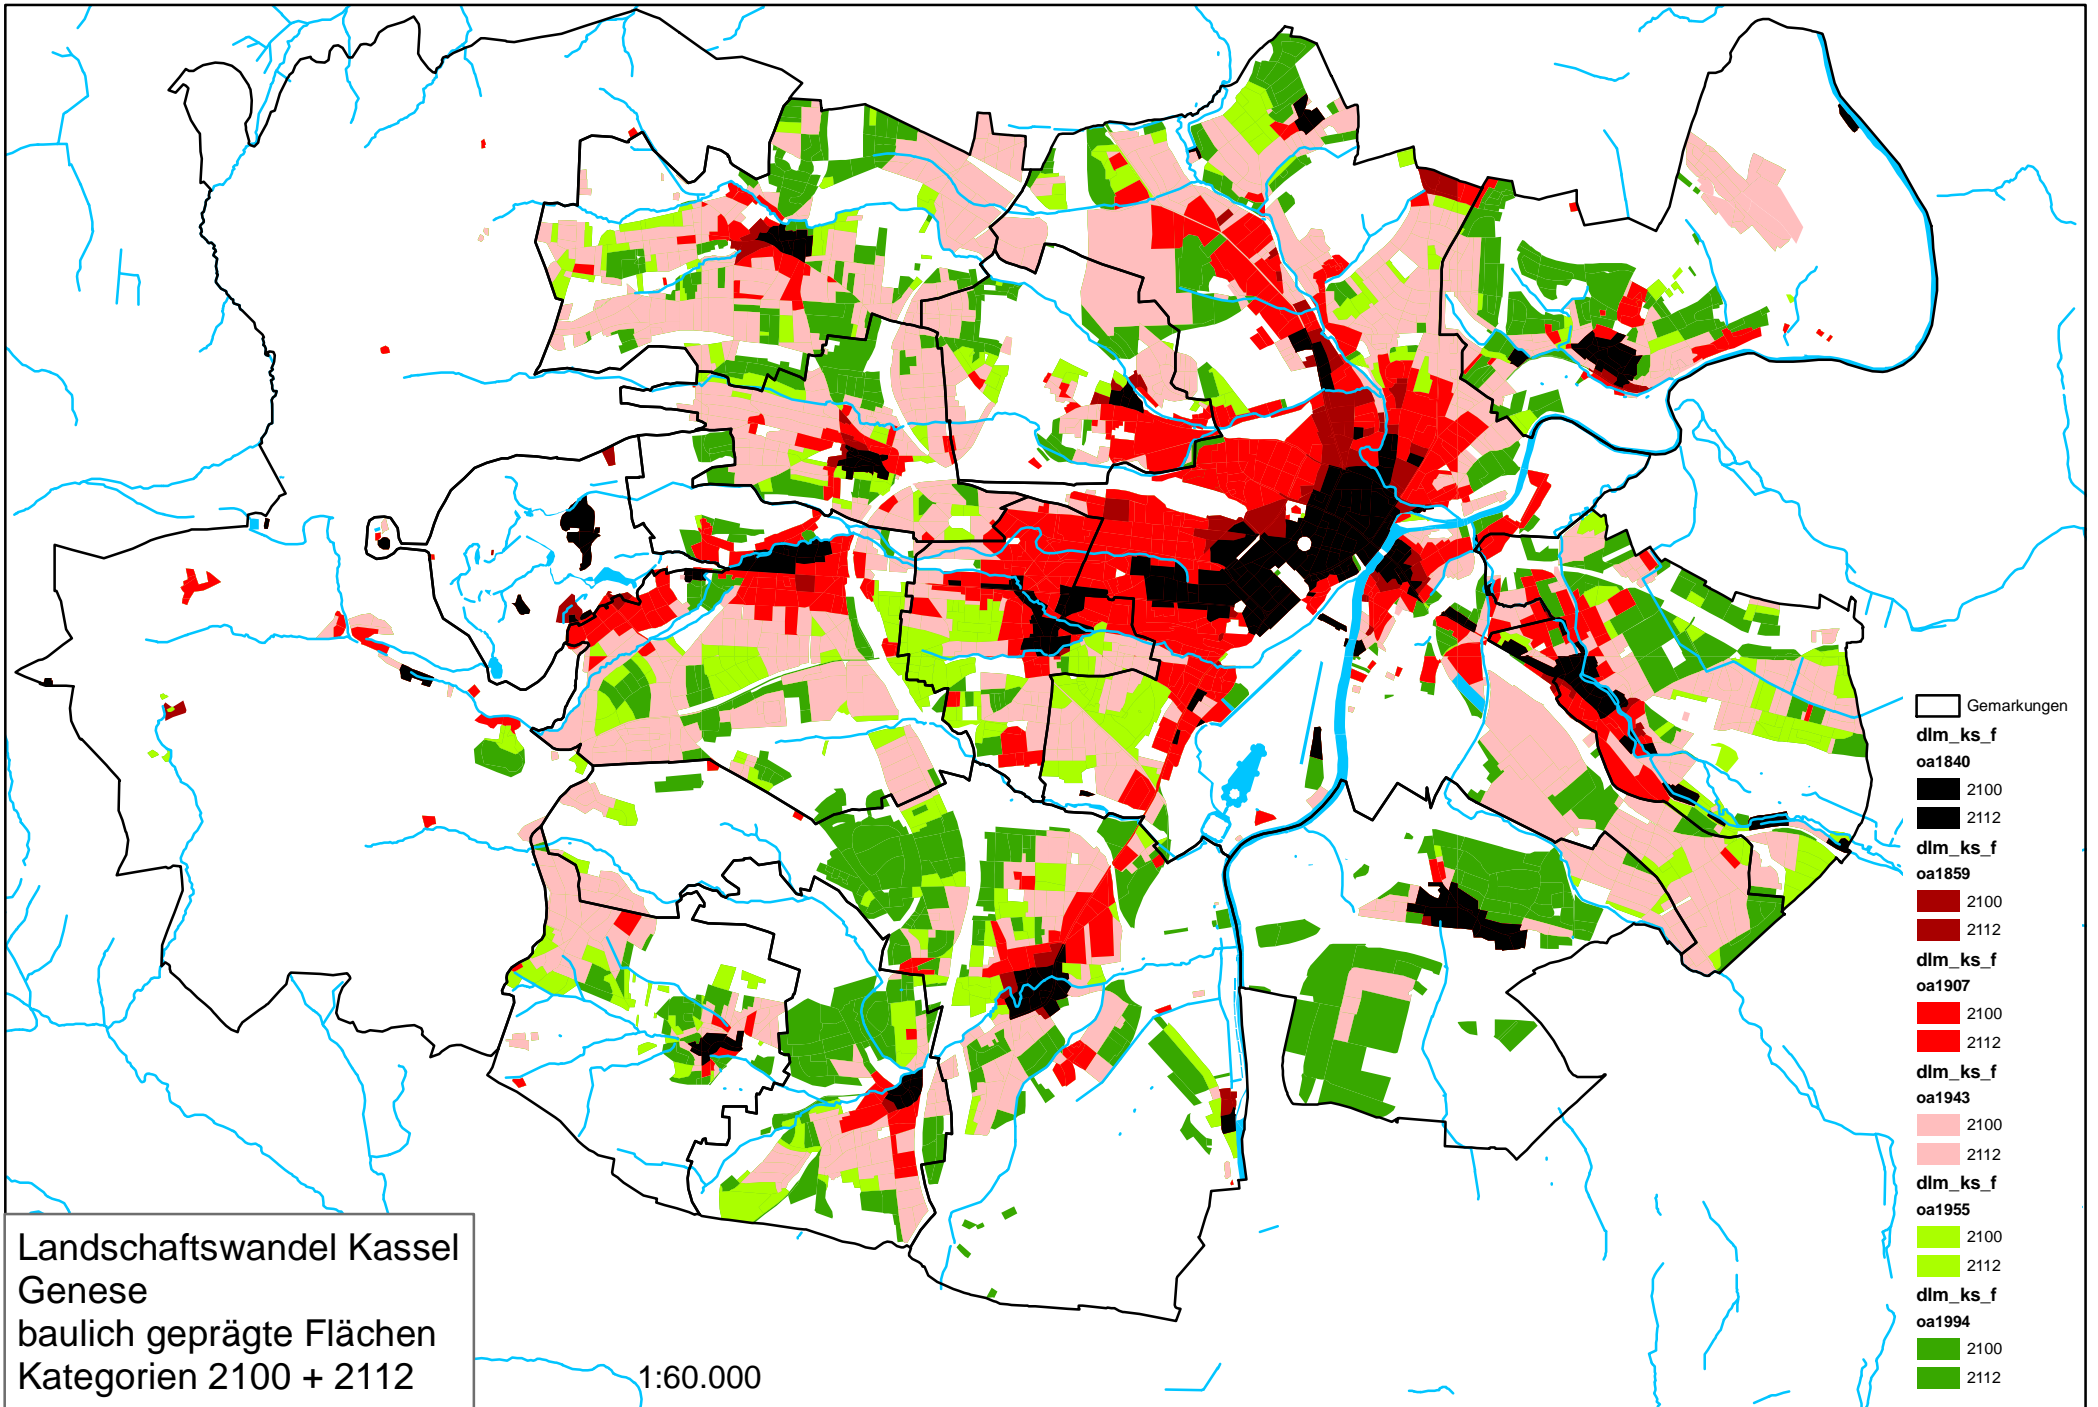 Gemarkungen
dlm_ks_f
oa1840
2100
2112
dlm_ks_f
oa1859
2100
2112
dlm_ks_f
oa1907
2100
2112
dlm_ks_f
oa1943
2100
2112
dlm_ks_f
oa1955
2100
2112
dlm_ks_f
oa1994
2100
2112
Landschaftswandel Kassel
Genese
baulich geprägte Flächen
Kategorien 2100 + 2112
1:60.000